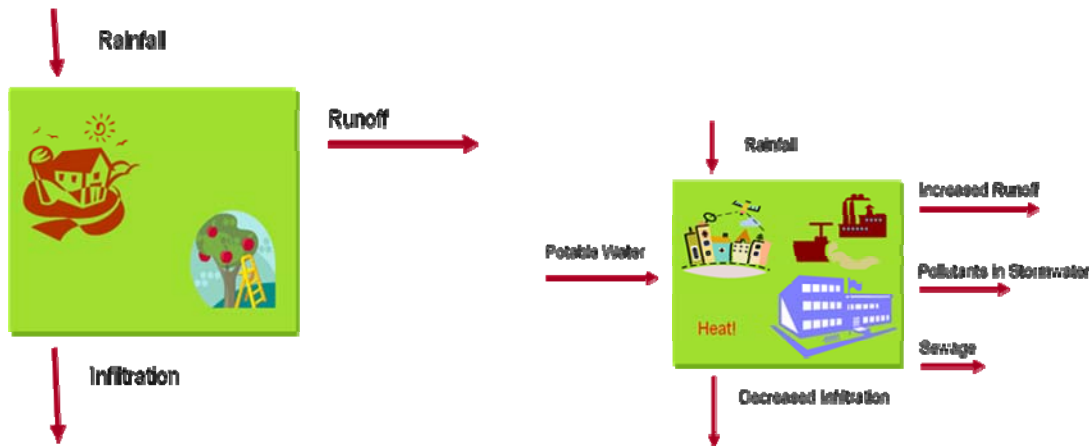 Rainfall
Runoff
Infiltration
Rainfall
Potable Water
Increased Runoff
Pollutants in Stormwater
Heat!
Sewage
Decreased Infiltration